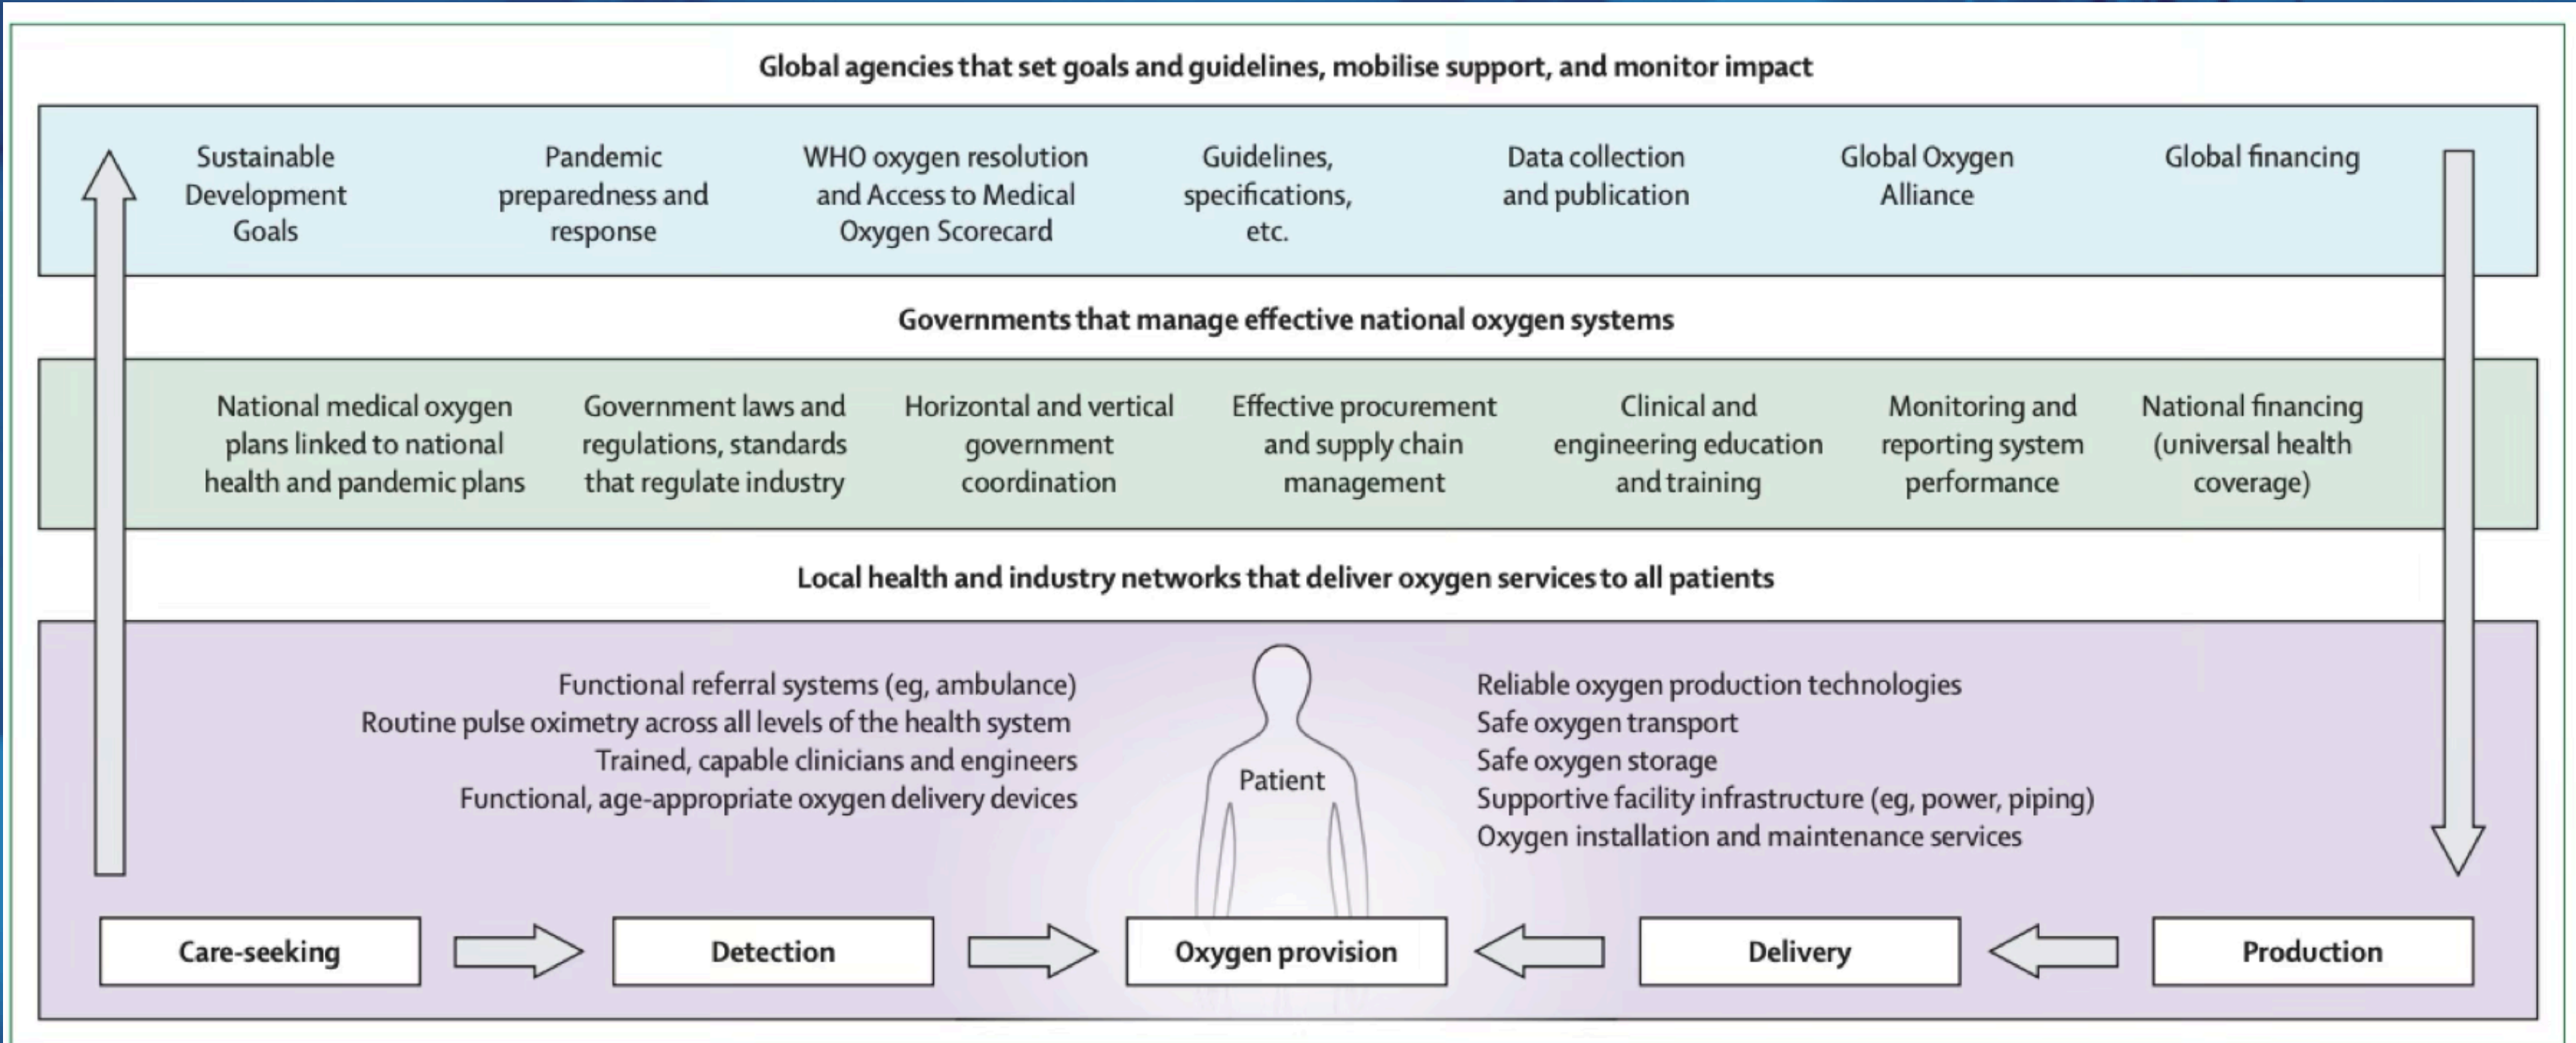 Global agencies that set goals and guidelines, mobilise support, and monitor impact
Sustainable
Development
Goals
Pandemic
preparedness and
response
WHO oxygen resolution
and Access to Medical
Oxygen Scorecard
Guidelines,
specifications,
etc.
Data collection
and publication
Global Oxygen
Alliance
Global financing
Governments that manage effective national oxygen systems
National medical oxygen
plans linked to national
health and pandemic plans
Government laws and
regulations, standards
that regulate industry
Horizontal and vertical
government
coordination
Effective procurement
and supply chain
management
Clinical and
engineering education
and training
Monitoring and
reporting system
performance
National financing
(universal health
coverage)
Local health and industry networks that deliver oxygen services to all patients
Functional referral systems (eg, ambulance)
Routine pulse oximetry across all levels of the health system
Trained, capable clinicians and engineers
Functional, age-appropriate oxygen delivery devices
Patient
Reliable oxygen production technologies
Safe oxygen transport
Safe oxygen storage
Supportive facility infrastructure (eg, power, piping)
Oxygen installation and maintenance services
Care-seeking
Detection
Oxygen provision
Delivery
Production